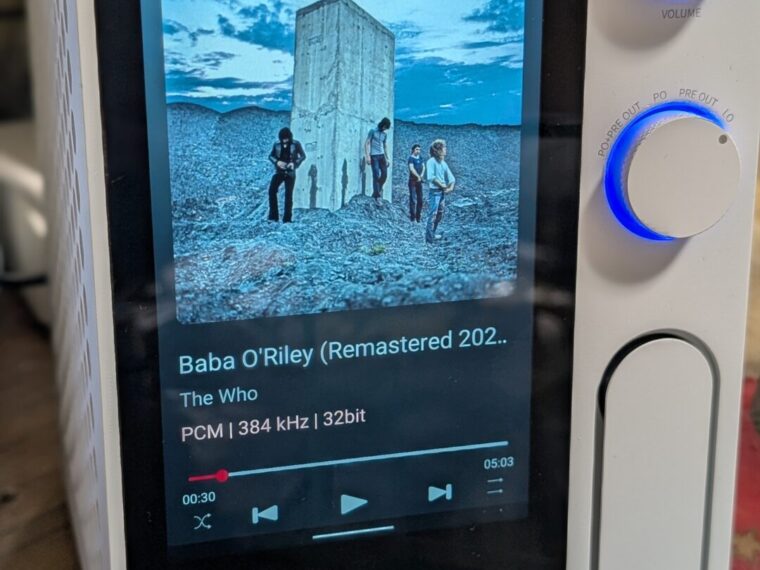 VOLUME
PO+PRE OUT PO PRE OUT LO
Baba O'Riley (Remastered 202..
The Who
PCM | 384 kHz | 32bit
00:30 05:03